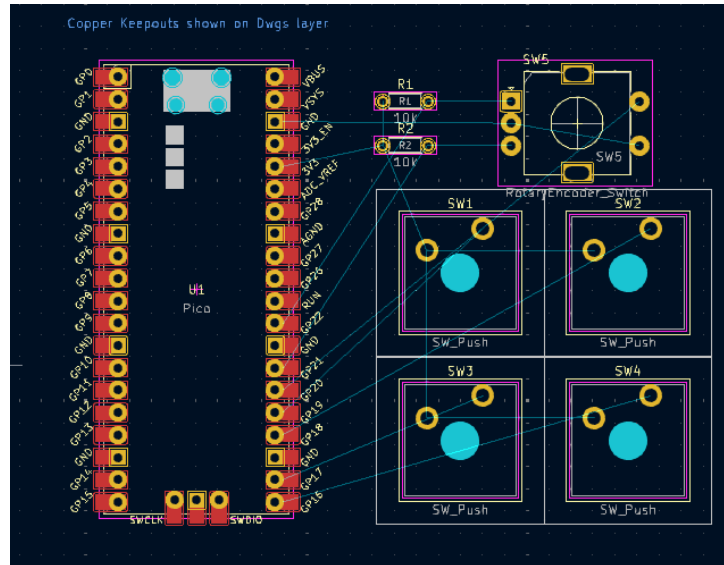 Copper Keepouts shown on Dwgs layer
GP0
GP1
GND
GP2
GP3
GP4
GP5
GND
GP6
GP7
GP8
GP9
GND
GP10
GP11
GP12
GP13
GND
GP14
GP15
VBUS
VSYS
GND
3V3_EN
3V3
ADC_VREF
GP28
AGND
GP27
GP26
RUN
GP22
GND
GP21
GP20
GP19
GP18
GND
GP17
GP16
U1
Pico
SWCLK
SWDIO
R1
R1
10k
R2
R2
10k
SW5
A
SW5
RotaryEncoder_Switch
SW1
SW2
SW_Push
SW_Push
SW3
SW4
SW_Push
SW_Push